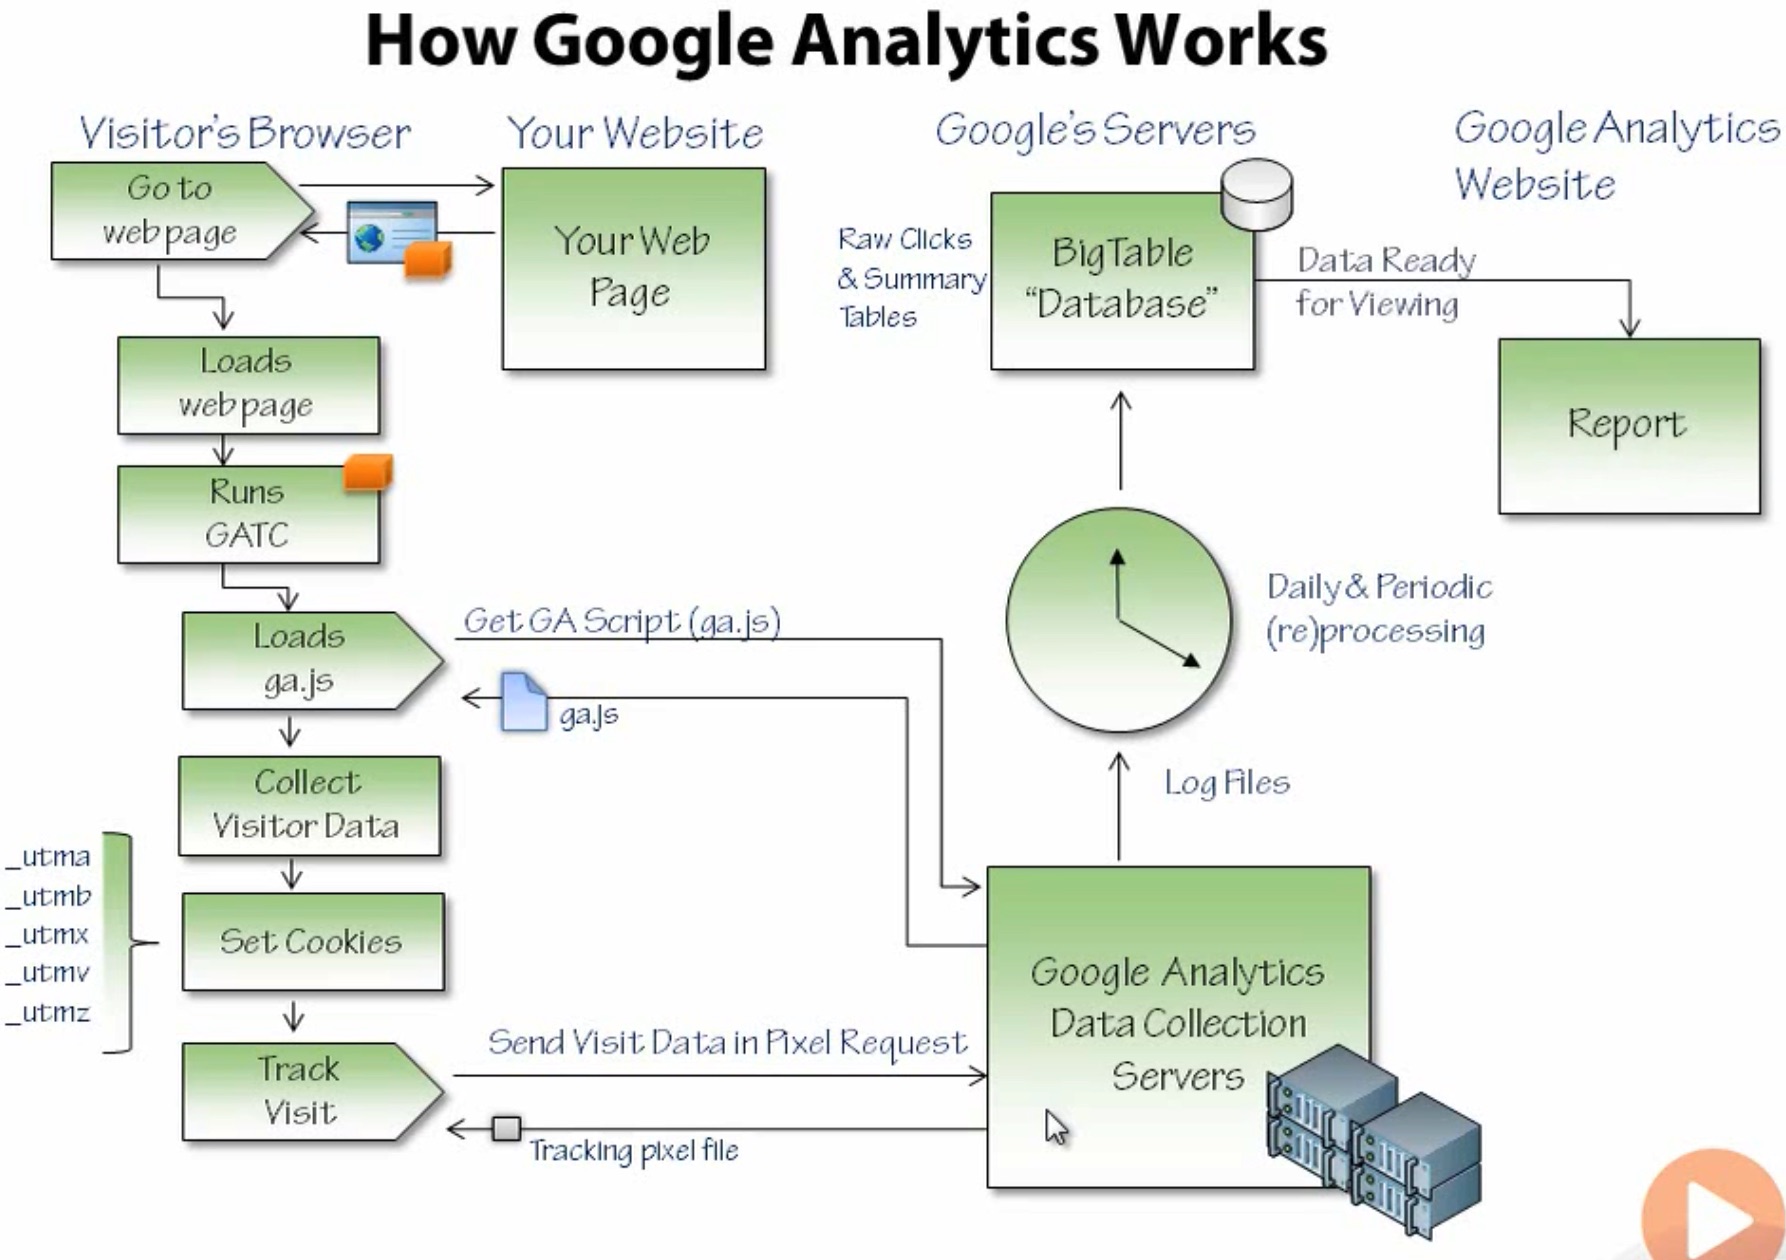 How Google Analytics Works
Visitor's Browser
Your Website
Google's Servers
Google Analytics
Website
Go to
web page
Your Web
Page
Raw Clicks
& Summary
Tables
BigTable
“Database”
Data Ready
for Viewing
Report
Loads
web page
Runs
GATC
Loads
ga.js
Get GA Script (ga.js)
ga.js
Daily & Periodic
(re)processing
Log Files
Collect
Visitor Data
_utma
_utmb
_utmx
_utmv
_utmz
Set Cookies
Track
Visit
Send Visit Data in Pixel Request
Tracking pixel file
Google Analytics
Data Collection
Servers